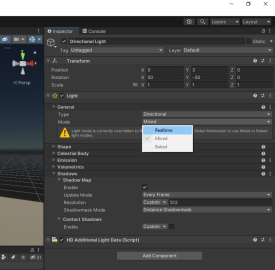 Layers
Layout
Inspector
Console
Directional Light
Static
Tag Untagged
Layer Default
Transform
Position X 0 Y 3 Z 0
Rotation X 50 Y -30 Z 0
Scale X 1 Y 1 Z 1
Persp
Light
General
Type Directional
Mode Mixed
Light mode is currently overridden to
Realtime
Mixed
Baked
Shape
Celestial Body
Emission
Volumetrics
Shadows
Shadow Map
Enable
Update Mode Every Frame
Resolution Custom 512
Shadowmask Mode Distance Shadowmask
Contact Shadows
Enable Custom
HD Additional Light Data (Script)
Add Component